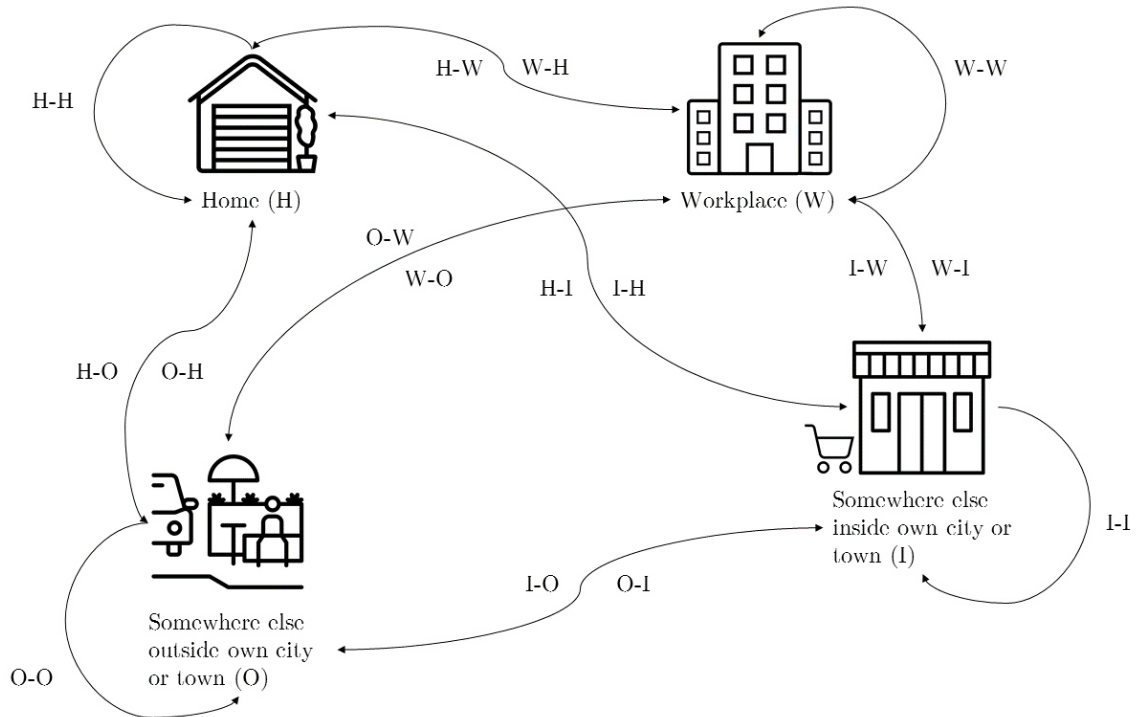 H-W
W-H
W-W
H-H
Home (H)
Workplace (W)
O-W
W-O
I-W
W-I
H-I
I-H
H-O
O-H
Somewhere else
inside own city or
town (I)
I-I
I-O
O-I
Somewhere else
outside own city
or town (O)
O-O